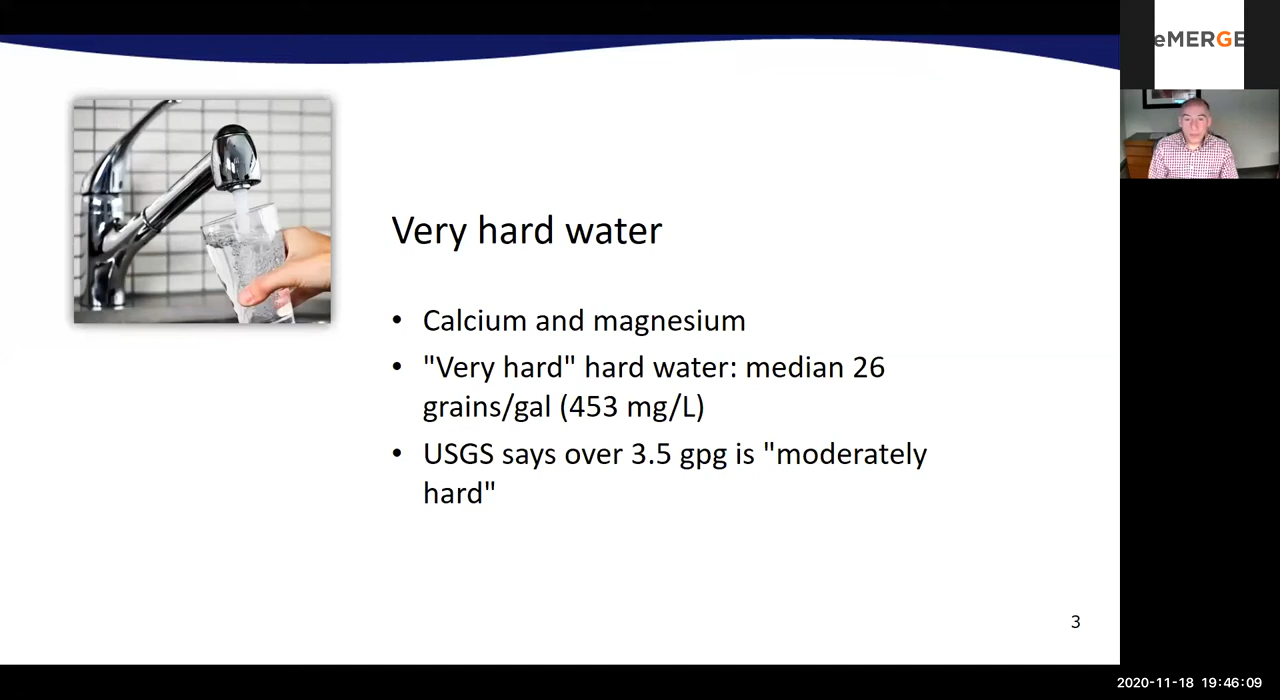 eMERGE
Very hard water
• Calcium and magnesium
• "Very hard" hard water: median 26
grains/gal (453 mg/L)
• USGS says over 3.5 gpg is "moderately
hard"
3
2020-11-18 19:46:09